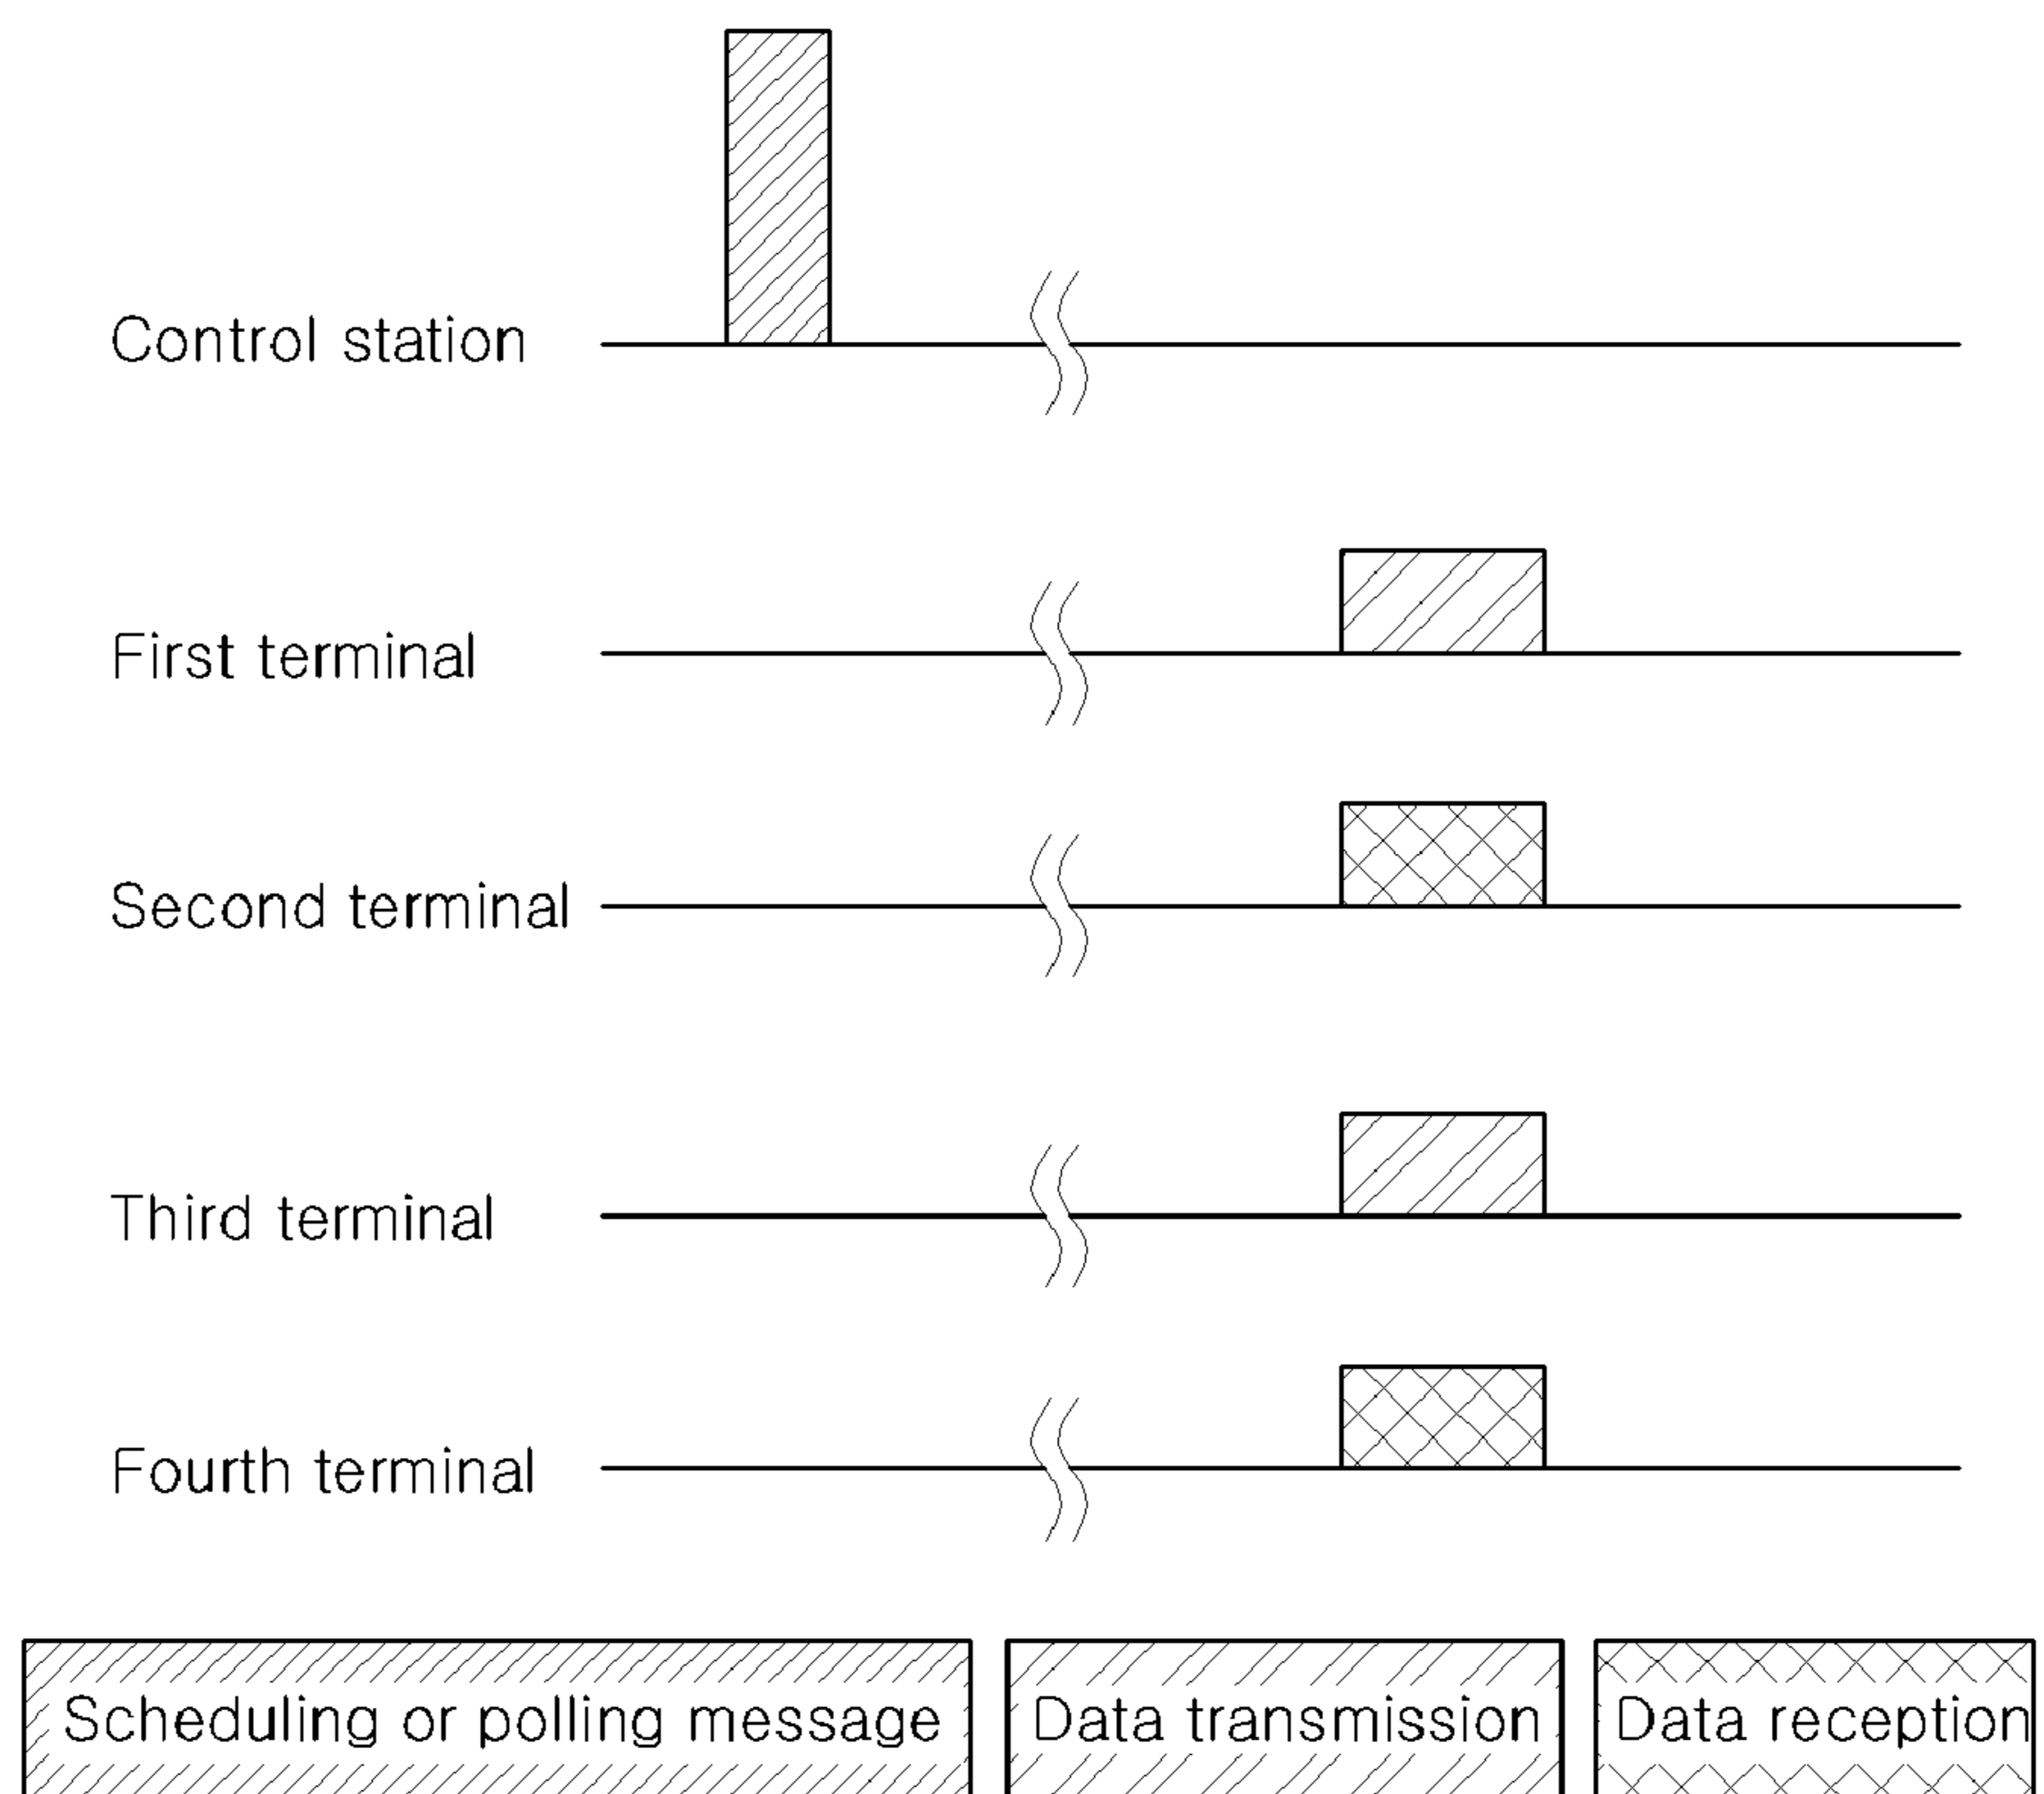 Control station
First terminal
Second terminal
Third terminal
Fourth terminal
Scheduling or polling message
Data transmission
Data reception